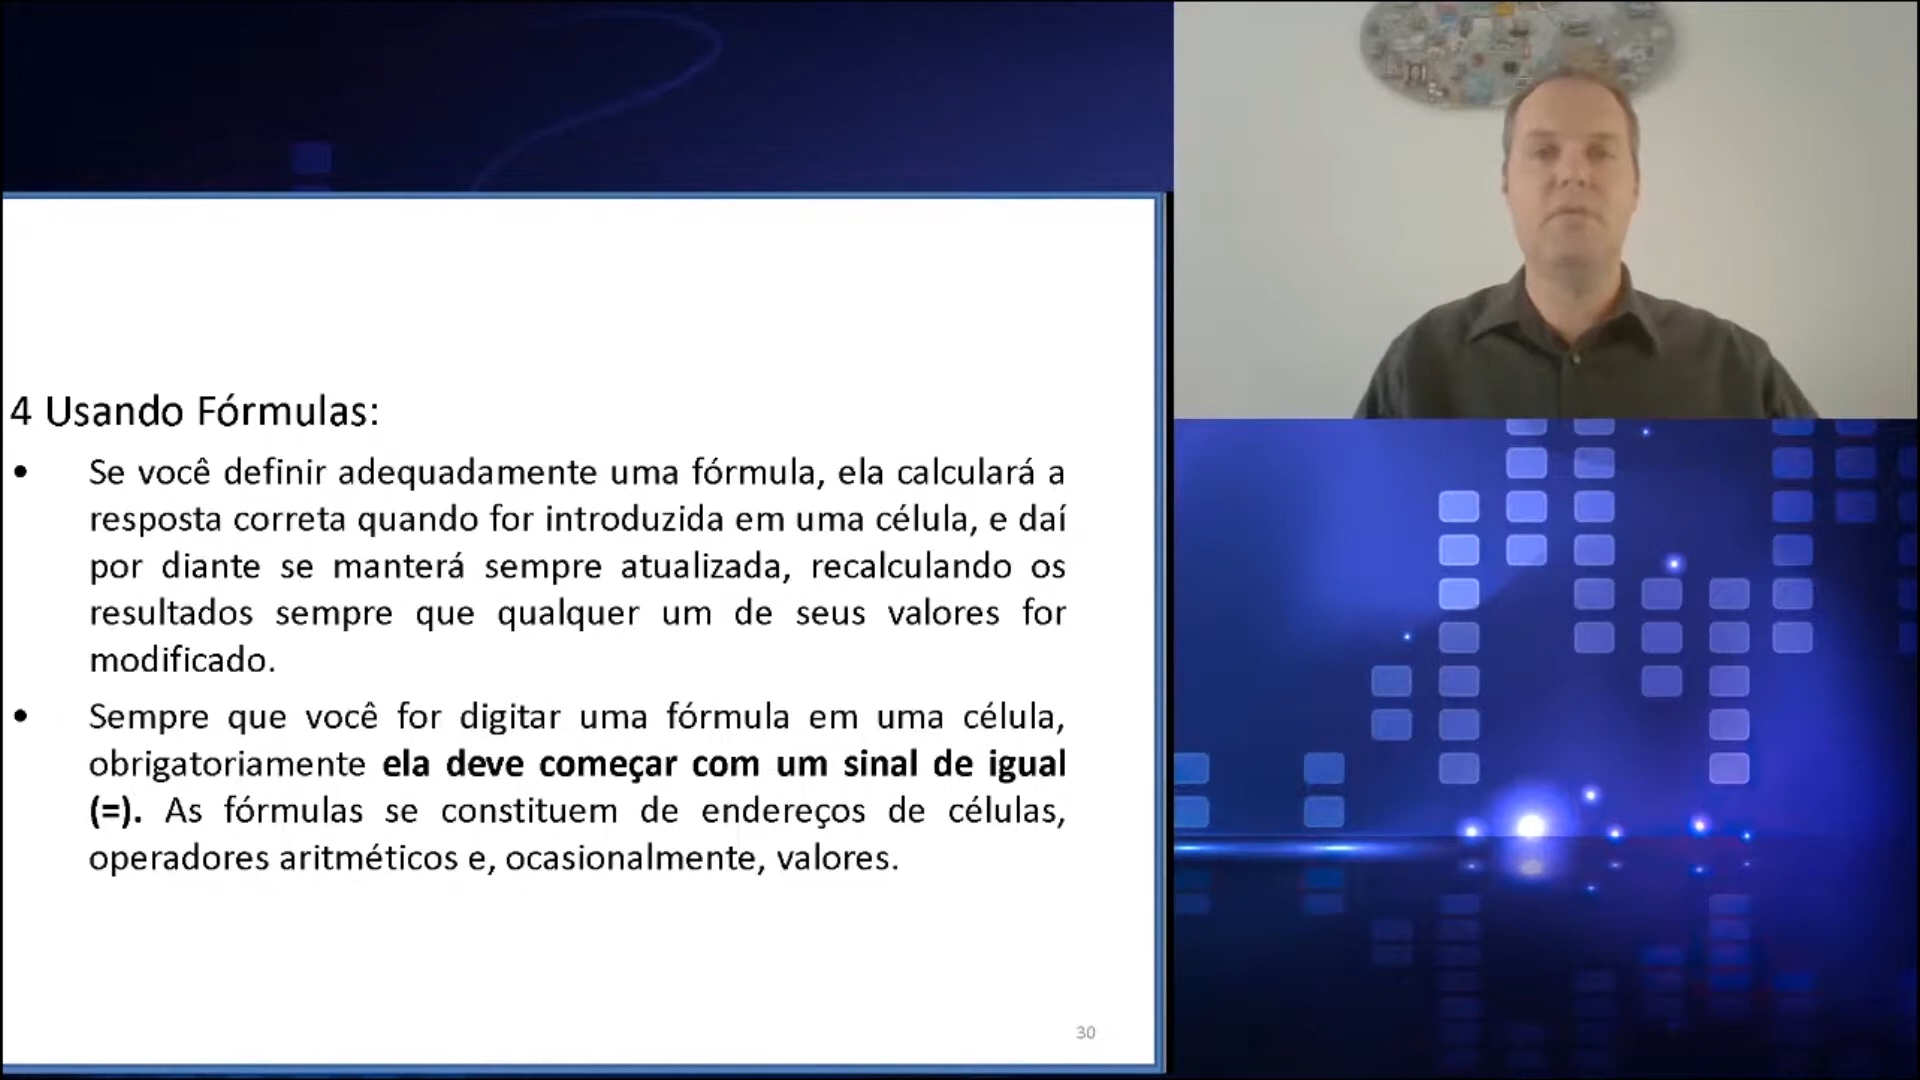 4 Usando Fórmulas:
• Se você definir adequadamente uma fórmula, ela calculará a
resposta correta quando for introduzida em uma célula, e daí
por diante se manterá sempre atualizada, recalculando os
resultados sempre que qualquer um de seus valores for
modificado.
• Sempre que você for digitar uma fórmula em uma célula,
obrigatoriamente ela deve começar com um sinal de igual
(=). As fórmulas se constituem de endereços de células,
operadores aritméticos e, ocasionalmente, valores.
30